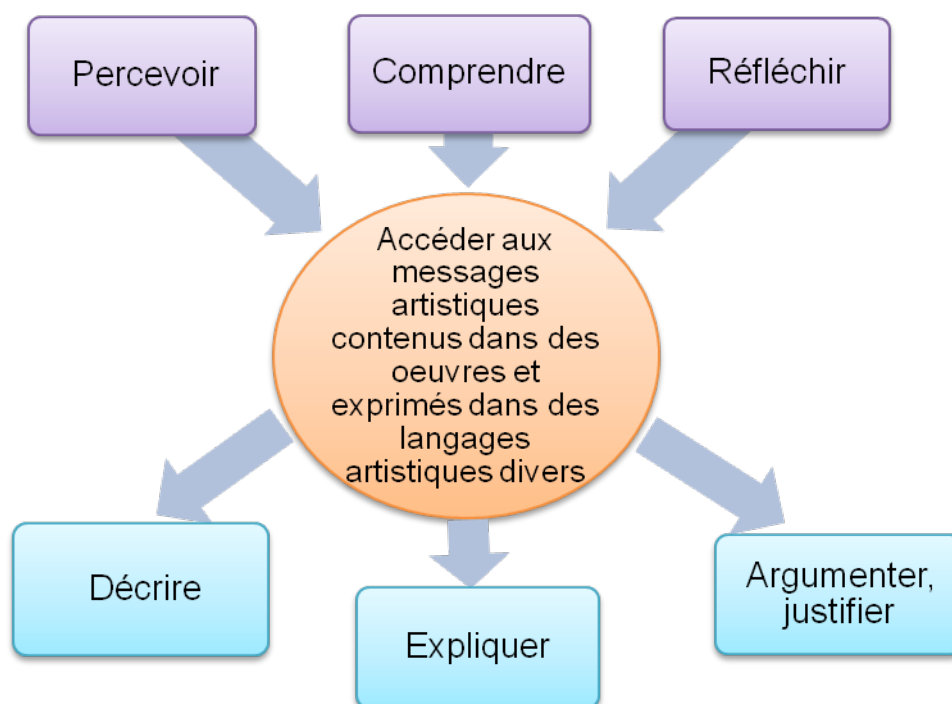 Percevoir
Comprendre
Réfléchir
Accéder aux
messages
artistiques
contenus dans des
oeuvres et
exprimés dans des
langages
artistiques divers
Décrire
Expliquer
Argumenter,
justifier